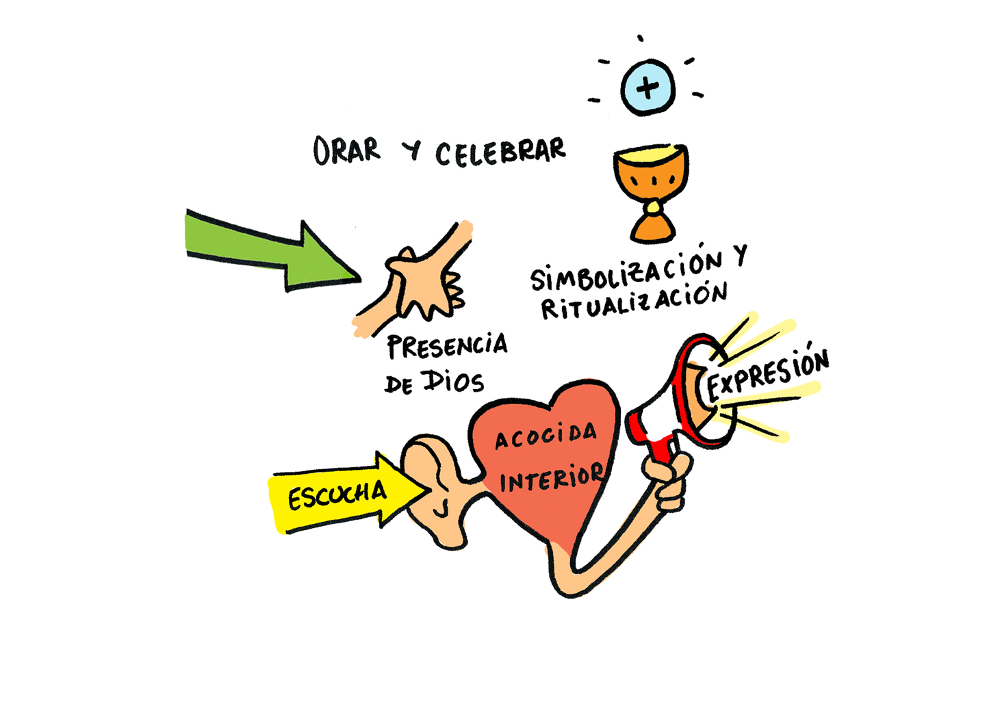 ORAR Y CELEBRAR
SIMBOLIZACIÓN Y
RITUALIZACIÓN
PRESENCIA
DE DIOS
EXPRESIÓN
ACOGIDA
INTERIOR
ESCUCHA